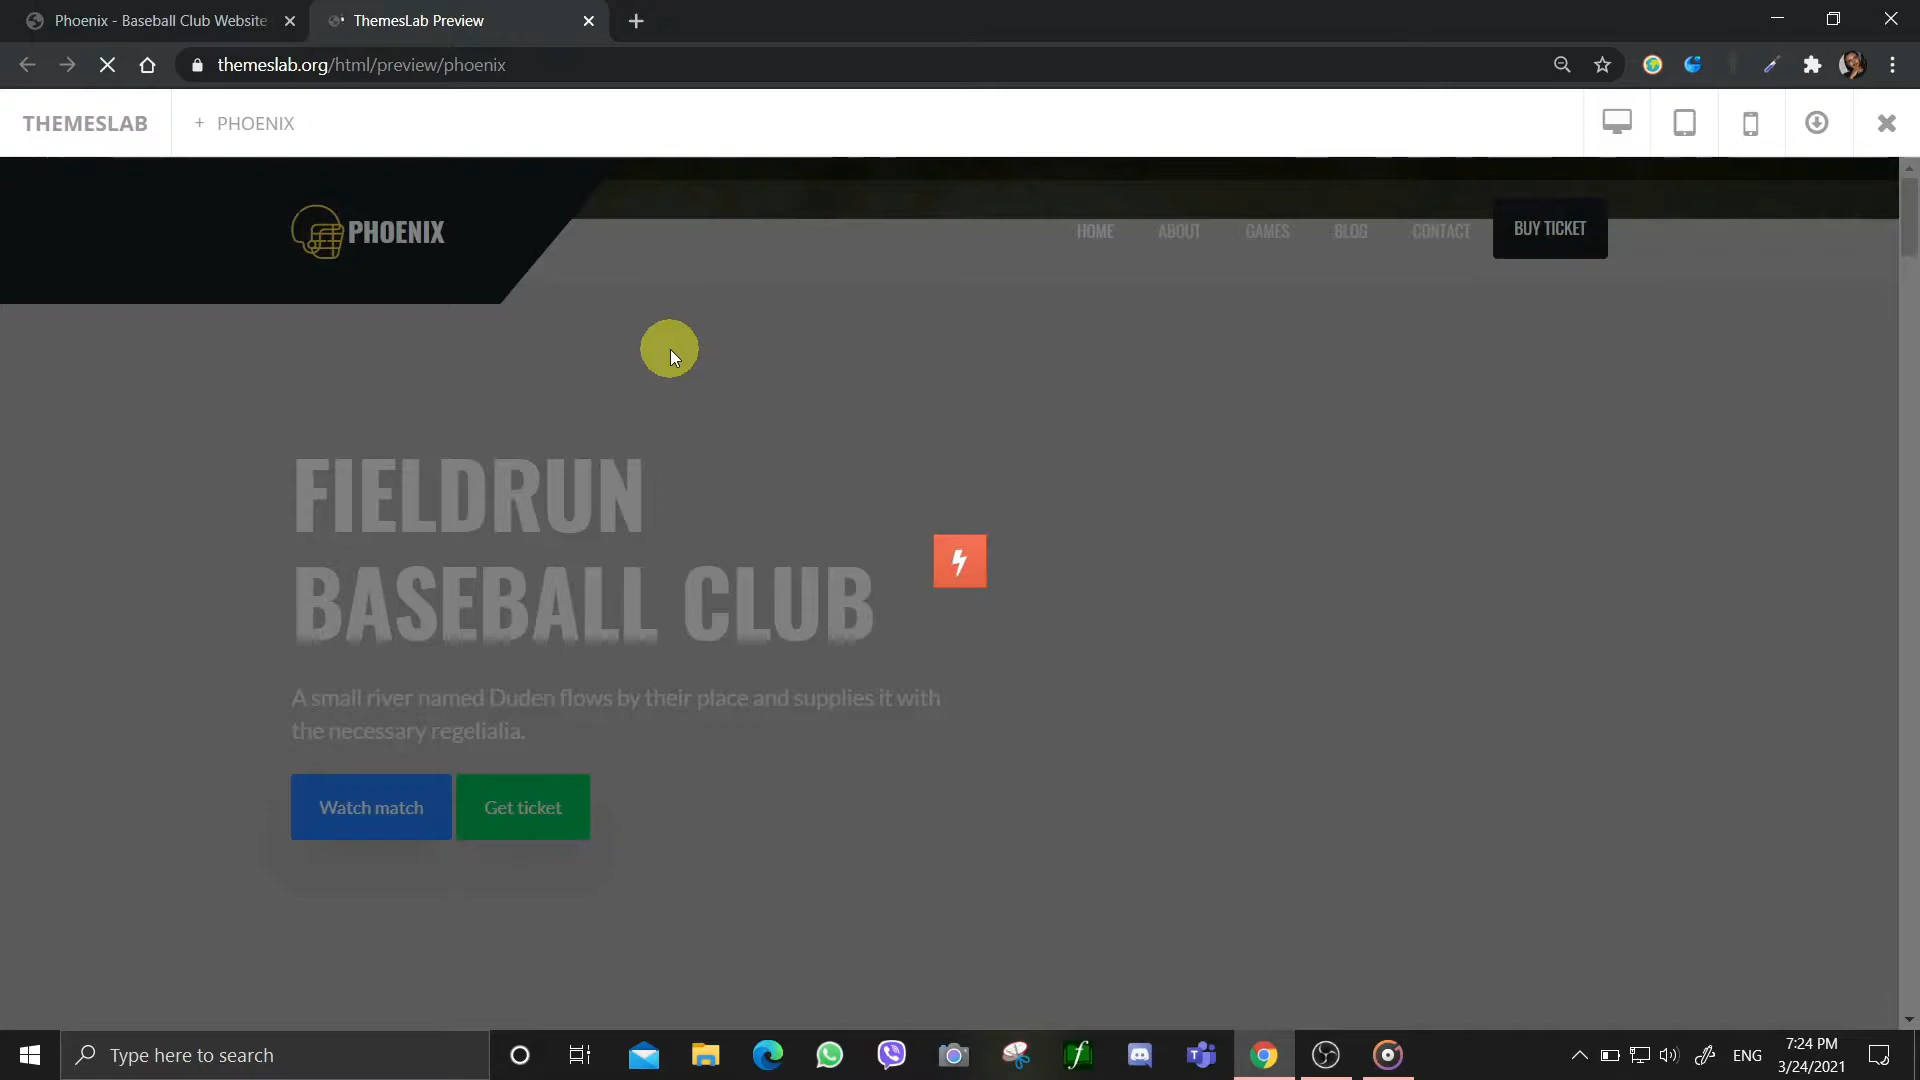 Phoenix - Baseball Club Website
ThemesLab Preview
themeslab.org/html/preview/phoenix
THEMESLAB
+ PHOENIX
PHOENIX
HOME
ABOUT
GAMES
BLOG
CONTACT
BUY TICKET
FIELDRUN
BASEBALL CLUB
A small river named Duden flows by their place and supplies it with
the necessary regelialia.
Watch match
Get ticket
Type here to search
ENG
7:24 PM
3/24/2021